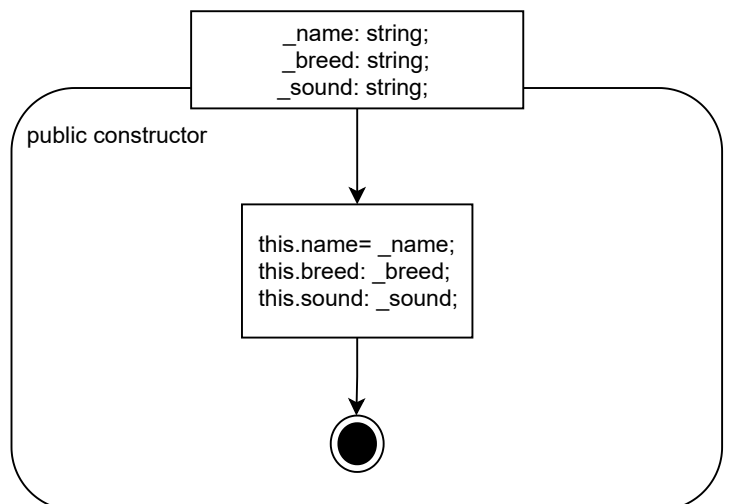 _name: string;
_breed: string;
_sound: string;
public constructor
this.name= _name;
this.breed: _breed;
this.sound: _sound;